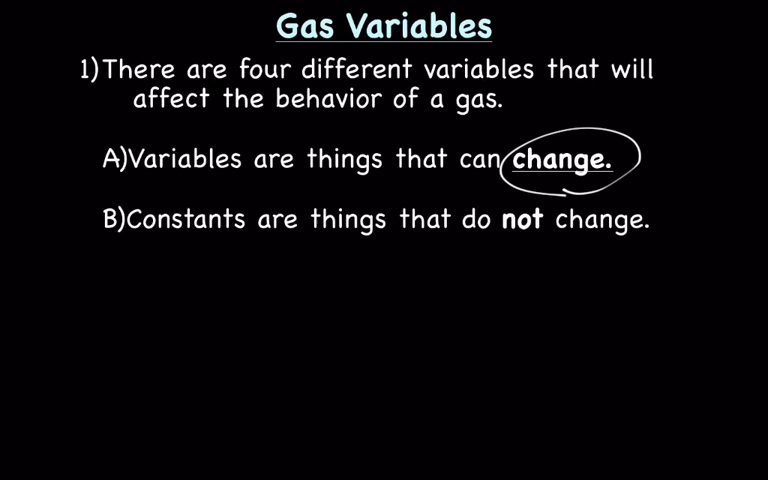 Gas Variables
1)There are four different variables that will
affect the behavior of a gas.
A)Variables are things that can change.
B)Constants are things that do not change.